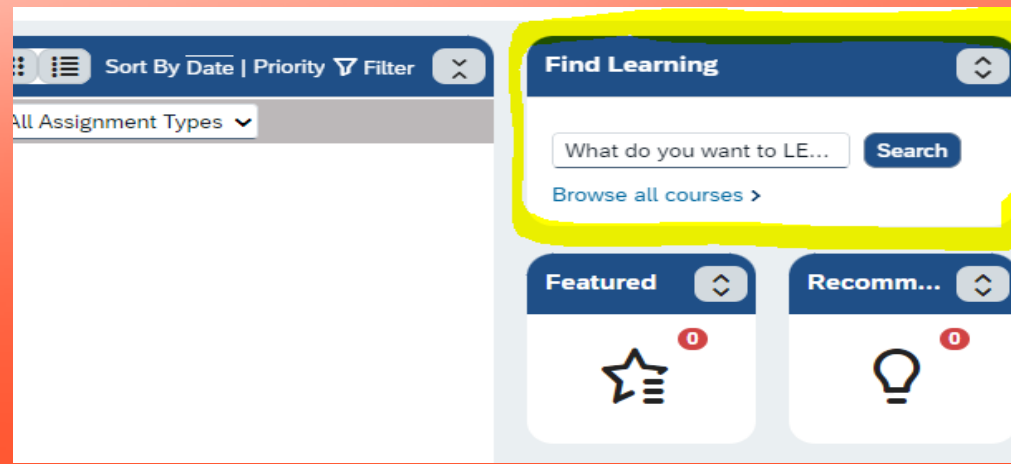 Sort By Date | Priority Filter
All Assignment Types
Find Learning
What do you want to LE...
Search
Browse all courses >
Featured
Recomm...
0
0